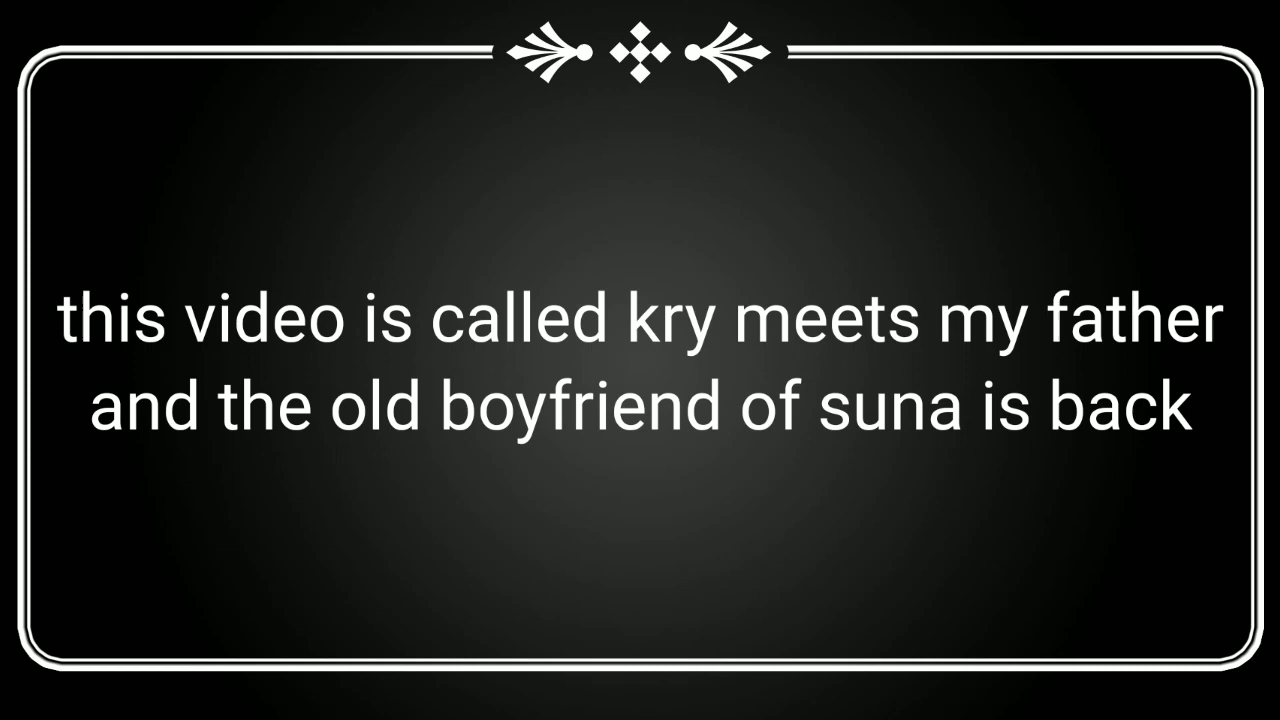 this video is called kry meets my father
and the old boyfriend of suna is back